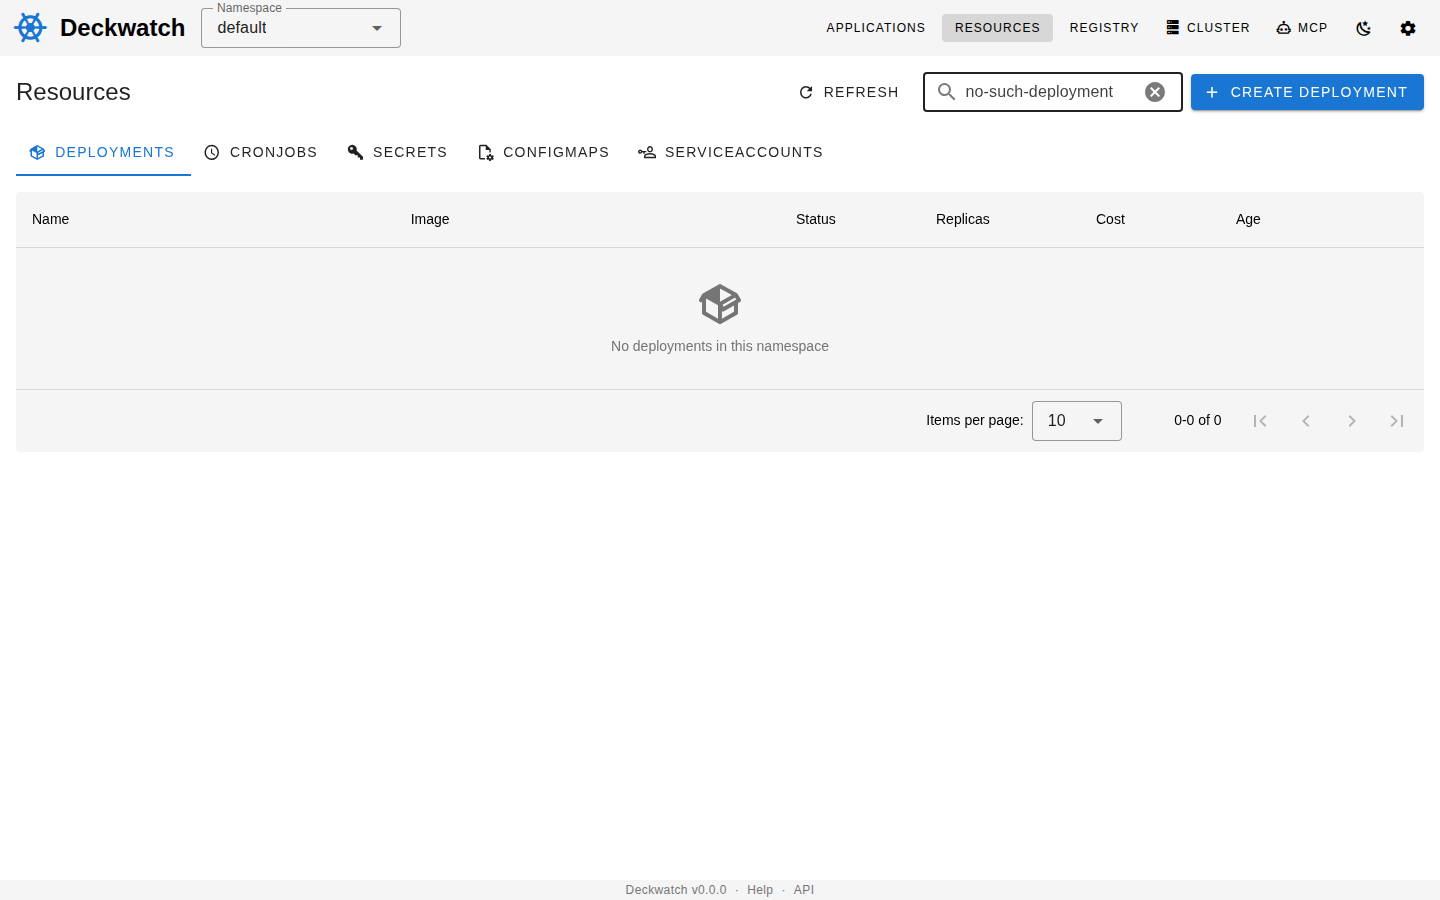 Deckwatch
Namespace
default
APPLICATIONS
RESOURCES
REGISTRY
CLUSTER
MCP
Resources
REFRESH
no-such-deployment
CREATE DEPLOYMENT
DEPLOYMENTS
CRONJOBS
SECRETS
CONFIGMAPS
SERVICEACCOUNTS
Name Image Status Replicas Cost Age
No deployments in this namespace
Items per page: 10 0-0 of 0
Deckwatch v0.0.0 · Help · API